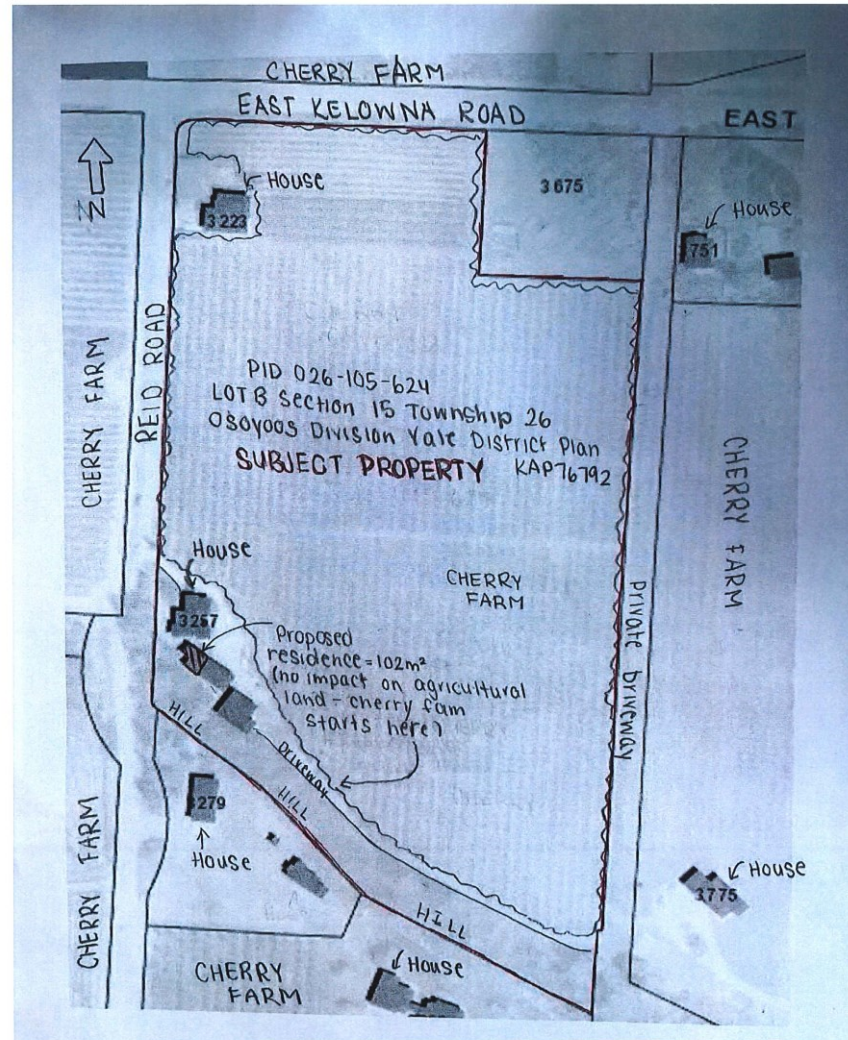 CHERRY FARM
EAST KELOWNA ROAD
EAST
N
House
3223
3675
House
751
CHERRY FARM
REID ROAD
PID 026-105-624
LOT B Section 15 Township 26
Osoyoos Division Yale District Plan
SUBJECT PROPERTY KAP76792
CHERRY FARM
House
3257
CHERRY
FARM
Proposed
residence = 102m²
(no impact on agricultural
land - cherry fam
starts here)
Private Driveway
HILL
Driveway
HILL
3279
House
HILL
House
3775
CHERRY FARM
CHERRY
FARM
House